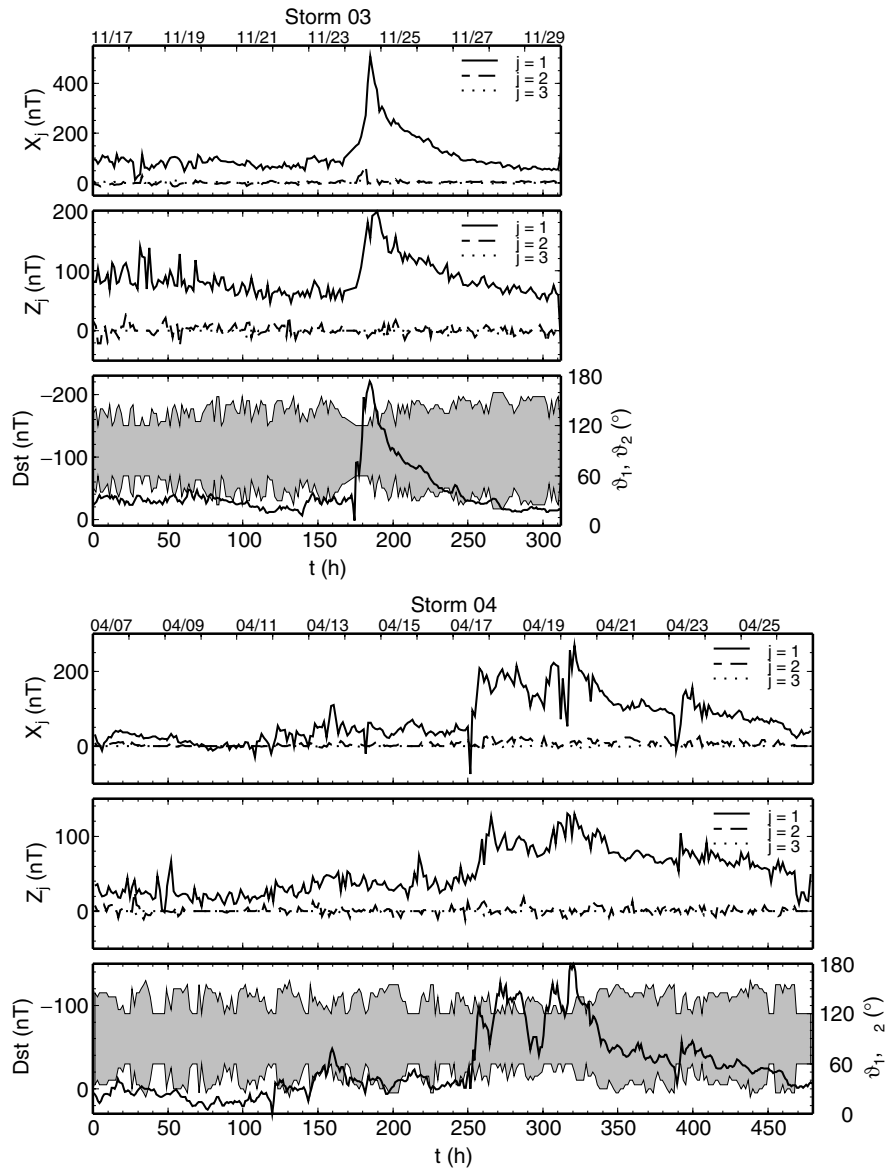 Storm 03
11/17 11/19 11/21 11/23 11/25 11/27 11/29
X_j (nT)
400
200
0
j = 1
j = 2
j = 3
Z_j (nT)
200
100
0
j = 1
j = 2
j = 3
Dst (nT)
−200
−100
0
180
120
60
0
ϑ₁, ϑ₂ (°)
0 50 100 150 200 250 300
t (h)
Storm 04
04/07 04/09 04/11 04/13 04/15 04/17 04/19 04/21 04/23 04/25
X_j (nT)
200
0
j = 1
j = 2
j = 3
Z_j (nT)
100
0
j = 1
j = 2
j = 3
Dst (nT)
−100
0
180
120
60
0
ϑ₁, ₂ (°)
0 50 100 150 200 250 300 350 400 450
t (h)